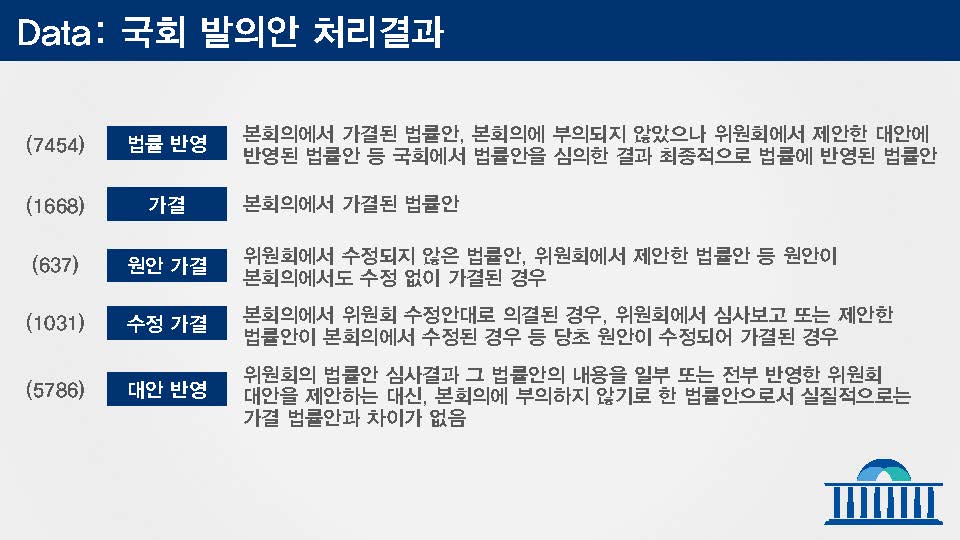 Data: 국회 발의안 처리결과
(7454) 법률 반영 본회의에서 가결된 법률안, 본회의에 부의되지 않았으나 위원회에서 제안한 대안에
반영된 법률안 등 국회에서 법률안을 심의한 결과 최종적으로 법률에 반영된 법률안
(1668) 가결 본회의에서 가결된 법률안
(637) 원안 가결 위원회에서 수정되지 않은 법률안, 위원회에서 제안한 법률안 등 원안이
본회의에서도 수정 없이 가결된 경우
(1031) 수정 가결 본회의에서 위원회 수정안대로 의결된 경우, 위원회에서 심사보고 또는 제안한
법률안이 본회의에서 수정된 경우 등 당초 원안이 수정되어 가결된 경우
(5786) 대안 반영 위원회의 법률안 심사결과 그 법률안의 내용을 일부 또는 전부 반영한 위원회
대안을 제안하는 대신, 본회의에 부의하지 않기로 한 법률안으로서 실질적으로는
가결 법률안과 차이가 없음